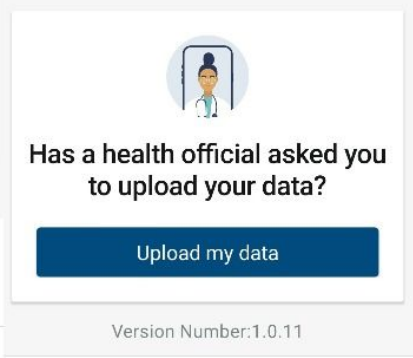 Has a health official asked you
to upload your data?
Upload my data
Version Number:1.0.11